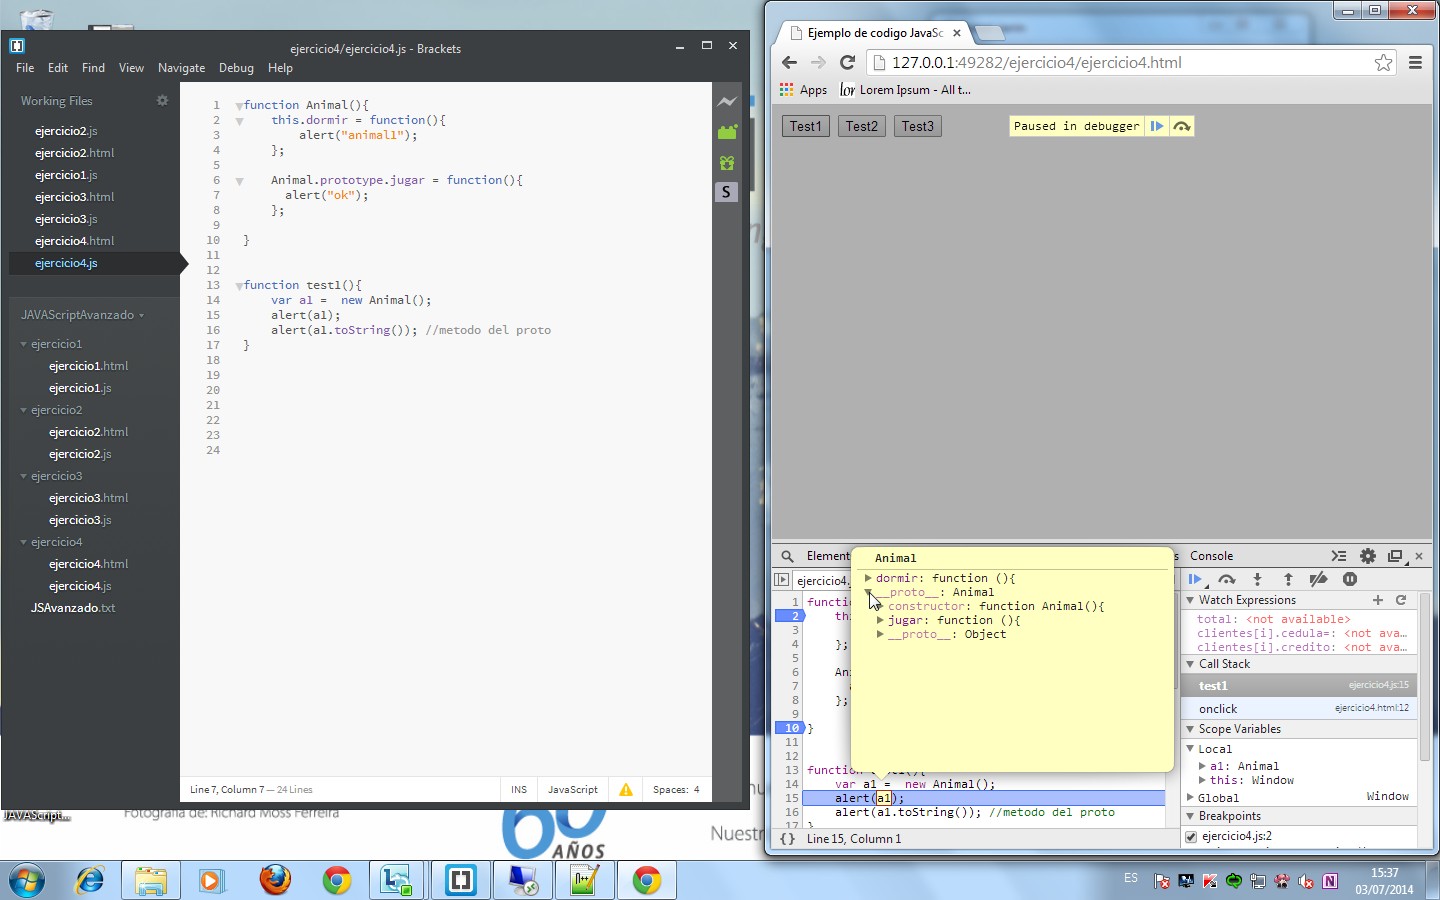 ejercicio4/ejercicio4.js - Brackets
File Edit Find View Navigate Debug Help
Working Files
ejercicio2.js
ejercicio2.html
ejercicio1.js
ejercicio3.html
ejercicio3.js
ejercicio4.html
ejercicio4.js
JAVAScriptAvanzado
ejercicio1
ejercicio1.html
ejercicio1.js
ejercicio2
ejercicio2.html
ejercicio2.js
ejercicio3
ejercicio3.html
ejercicio3.js
ejercicio4
ejercicio4.html
ejercicio4.js
JSAvanzado.txt
1 function Animal(){
2 this.dormir = function(){
3 alert("animal1");
4 };
5
6 Animal.prototype.jugar = function(){
7 alert("ok");
8 };
9
10 }
11
12
13 function test1(){
14 var a1 =  new Animal();
15 alert(a1);
16 alert(a1.toString()); //metodo del proto
17 }
18
19
20
21
22
23
24
S
Line 7, Column 7 — 24 Lines
INS
JavaScript
Spaces: 4
JAVAScript...
Fotografía de: Richard Moss Ferreira
60
AÑOS
Nuestr
Ejemplo de codigo JavaSc
127.0.0.1:49282/ejercicio4/ejercicio4.html
Apps
Lorem Ipsum - All t...
Test1
Test2
Test3
Paused in debugger
Element
s
Console
ejercicio4.
Animal
dormir: function (){
__proto__: Animal
constructor: function Animal(){
jugar: function (){
__proto__: Object
1 functio
2 thi
3
4 };
5
6 An
7 a
8 };
9
10 }
11
12
13 function test1(){
14 var a1 =  new Animal();
15 alert(a1);
16 alert(a1.toString()); //metodo del proto
17 }
{} Line 15, Column 1
Watch Expressions
total: <not available>
clientes[i].cedula=: <not ava...
clientes[i].credito: <not ava...
Call Stack
test1 ejercicio4.js:15
onclick ejercicio4.html:12
Scope Variables
Local
a1: Animal
this: Window
Global Window
Breakpoints
ejercicio4.js:2
ES
15:37
03/07/2014